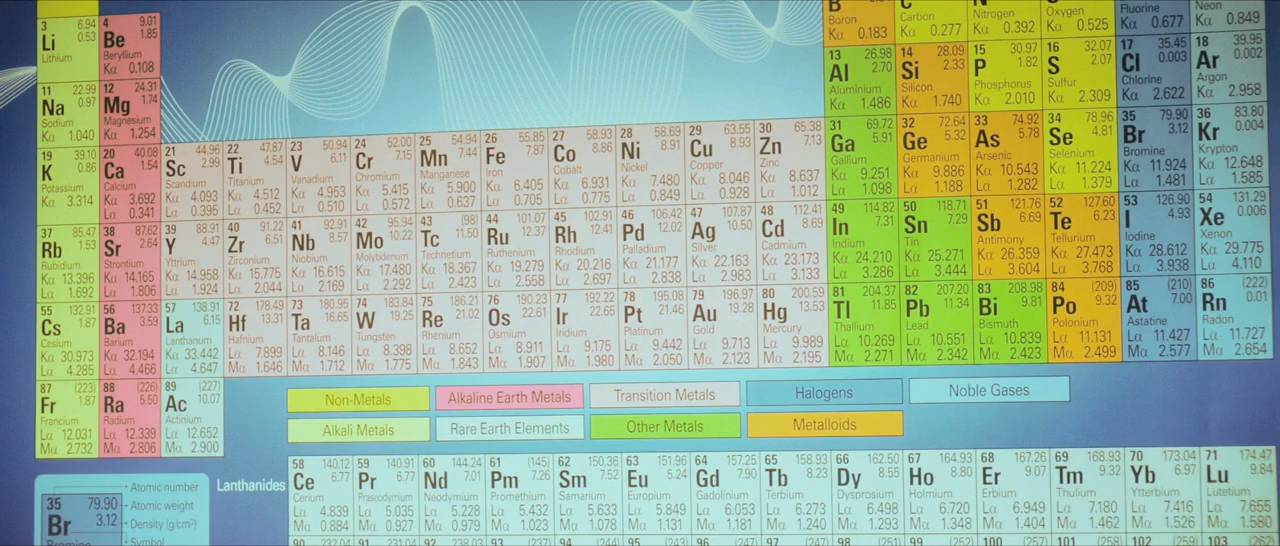 B Boron Kα 0.183
C Carbon Kα 0.277
Nitrogen Kα 0.392
Oxygen Kα 0.525
Fluorine Kα 0.677
Neon Kα 0.849
3 6.94 Li 0.53 Lithium
4 9.01 Be 1.85 Beryllium Kα 0.108
13 26.98 Al 2.70 Aluminium Kα 1.486
14 28.09 Si 2.33 Silicon Kα 1.740
15 30.97 P 1.82 Phosphorus Kα 2.010
16 32.07 S 2.07 Sulfur Kα 2.309
17 35.45 Cl 0.003 Chlorine Kα 2.622
18 39.95 Ar 0.002 Argon Kα 2.958
11 22.99 Na 0.97 Sodium Kα 1.040
12 24.31 Mg 1.74 Magnesium Kα 1.254
19 39.10 K 0.86 Potassium Kα 3.314
20 40.08 Ca 1.54 Calcium Kα 3.692 Lα 0.341
21 44.96 Sc 2.99 Scandium Kα 4.093 Lα 0.395
22 47.87 Ti 4.54 Titanium Kα 4.512 Lα 0.452
23 50.94 V 6.11 Vanadium Kα 4.953 Lα 0.510
24 52.00 Cr 7.15 Chromium Kα 5.415 Lα 0.572
25 54.94 Mn 7.44 Manganese Kα 5.900 Lα 0.637
26 55.85 Fe 7.87 Iron Kα 6.405 Lα 0.705
27 58.93 Co 8.86 Cobalt Kα 6.931 Lα 0.775
28 58.69 Ni 8.91 Nickel Kα 7.480 Lα 0.849
29 63.55 Cu 8.93 Copper Kα 8.046 Lα 0.928
30 65.38 Zn 7.13 Zinc Kα 8.637 Lα 1.012
31 69.72 Ga 5.91 Gallium Kα 9.251 Lα 1.098
32 72.64 Ge 5.32 Germanium Kα 9.886 Lα 1.188
33 74.92 As 5.78 Arsenic Kα 10.543 Lα 1.282
34 78.96 Se 4.81 Selenium Kα 11.224 Lα 1.379
35 79.90 Br 3.12 Bromine Kα 11.924 Lα 1.481
36 83.80 Kr 0.004 Krypton Kα 12.648 Lα 1.585
37 85.47 Rb 1.53 Rubidium Kα 13.396 Lα 1.692
38 87.62 Sr 2.64 Strontium Kα 14.165 Lα 1.806
39 88.91 Y 4.47 Yttrium Kα 14.958 Lα 1.924
40 91.22 Zr 6.51 Zirconium Kα 15.775 Lα 2.044
41 92.91 Nb 8.57 Niobium Kα 16.615 Lα 2.169
42 95.94 Mo 10.22 Molybdenum Kα 17.480 Lα 2.292
43 (98) Tc 11.50 Technetium Kα 18.367 Lα 2.423
44 101.07 Ru 12.37 Ruthenium Kα 19.279 Lα 2.558
45 102.91 Rh 12.41 Rhodium Kα 20.216 Lα 2.697
46 106.42 Pd 12.02 Palladium Kα 21.177 Lα 2.838
47 107.87 Ag 10.50 Silver Kα 22.163 Lα 2.983
48 112.41 Cd 8.69 Cadmium Kα 23.173 Lα 3.133
49 114.82 In 7.31 Indium Kα 24.210 Lα 3.286
50 118.71 Sn 7.29 Tin Kα 25.271 Lα 3.444
51 121.76 Sb 6.69 Antimony Kα 26.359 Lα 3.604
52 127.60 Te 6.23 Tellurium Kα 27.473 Lα 3.768
53 126.90 I 4.93 Iodine Kα 28.612 Lα 3.938
54 131.29 Xe 0.006 Xenon Kα 29.775 Lα 4.110
55 132.91 Cs 1.87 Cesium Kα 30.973 Lα 4.285
56 137.33 Ba 3.59 Barium Kα 32.194 Lα 4.466
57 138.91 La 6.15 Lanthanum Kα 33.442 Lα 4.647
72 178.49 Hf 13.31 Hafnium Lα 7.899 Mα 1.646
73 180.95 Ta 16.65 Tantalum Lα 8.146 Mα 1.712
74 183.84 W 19.25 Tungsten Lα 8.398 Mα 1.775
75 186.21 Re 21.02 Rhenium Lα 8.652 Mα 1.843
76 190.23 Os 22.61 Osmium Lα 8.911 Mα 1.907
77 192.22 Ir 22.65 Iridium Lα 9.175 Mα 1.980
78 195.08 Pt 21.46 Platinum Lα 9.442 Mα 2.050
79 196.97 Au 19.28 Gold Lα 9.713 Mα 2.123
80 200.59 Hg 13.53 Mercury Lα 9.989 Mα 2.195
81 204.37 Tl 11.85 Thallium Lα 10.269 Mα 2.271
82 207.20 Pb 11.34 Lead Lα 10.551 Mα 2.342
83 208.98 Bi 9.81 Bismuth Lα 10.839 Mα 2.423
84 (209) Po 9.32 Polonium Lα 11.131 Mα 2.499
85 (210) At 7.00 Astatine Lα 11.427 Mα 2.577
86 (222) Rn 0.01 Radon Lα 11.727 Mα 2.654
87 (223) Fr 1.87 Francium Lα 12.031 Mα 2.732
88 (226) Ra 5.50 Radium Lα 12.339 Mα 2.806
89 (227) Ac 10.07 Actinium Lα 12.652 Mα 2.900
Non-Metals
Alkaline Earth Metals
Transition Metals
Halogens
Noble Gases
Alkali Metals
Rare Earth Elements
Other Metals
Metalloids
Lanthanides
58 140.12 Ce 6.77 Cerium Lα 4.839 Mα 0.884
59 140.91 Pr 6.77 Praseodymium Lα 5.035 Mα 0.927
60 144.24 Nd 7.01 Neodymium Lα 5.228 Mα 0.979
61 (145) Pm 7.26 Promethium Lα 5.432 Mα 1.023
62 150.36 Sm 7.52 Samarium Lα 5.633 Mα 1.078
63 151.96 Eu 5.24 Europium Lα 5.849 Mα 1.131
64 157.25 Gd 7.90 Gadolinium Lα 6.053 Mα 1.181
65 158.93 Tb 8.23 Terbium Lα 6.273 Mα 1.240
66 162.50 Dy 8.55 Dysprosium Lα 6.498 Mα 1.293
67 164.93 Ho 8.80 Holmium Lα 6.720 Mα 1.348
68 167.26 Er 9.07 Erbium Lα 6.949 Mα 1.404
69 168.93 Tm 9.32 Thulium Lα 7.180 Mα 1.462
70 173.04 Yb 6.97 Ytterbium Lα 7.416 Mα 1.526
71 174.47 Lu 9.84 Lutetium Lα 7.655 Mα 1.580
35 79.90 Br 3.12 Bromine
Atomic number
Atomic weight
Density (g/cm³)
Symbol
90 232.04 91 231.04 92 238.03 93 (237) 94 (244) 95 (243) 96 (247) 97 (247) 98 (251) 99 (252) 100 (257) 101 (258) 102 (259) 103 (262)